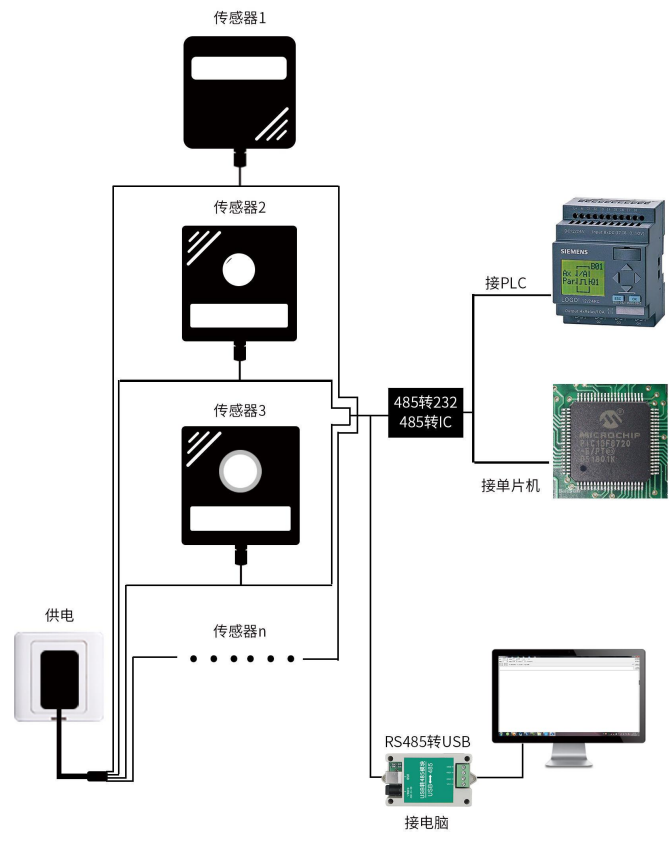 传感器1
传感器2
SIEMENS
接PLC
传感器3
485转232
485转IC
MICROCHIP
接单片机
供电
传感器n
RS485转USB
接电脑